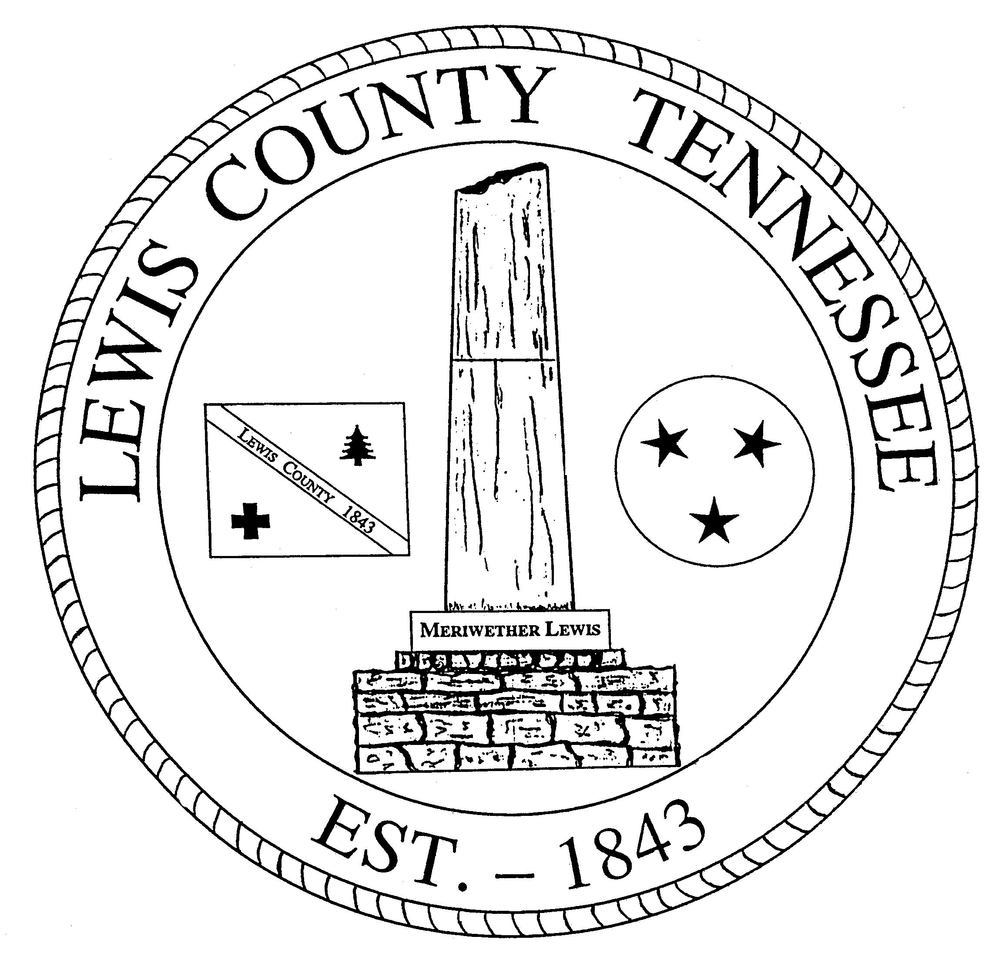 LEWIS COUNTY TENNESSEE
LEWIS COUNTY 1843
MERIWETHER LEWIS
EST. – 1843